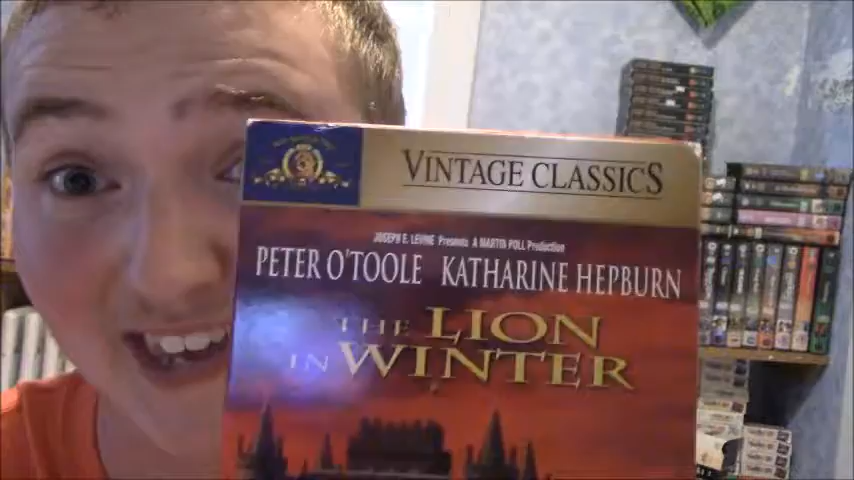 VINTAGE CLASSICS
JOSEPH E. LEVINE Presents A MARTIN POLL Production
PETER O'TOOLE KATHARINE HEPBURN
THE LION
IN WINTER